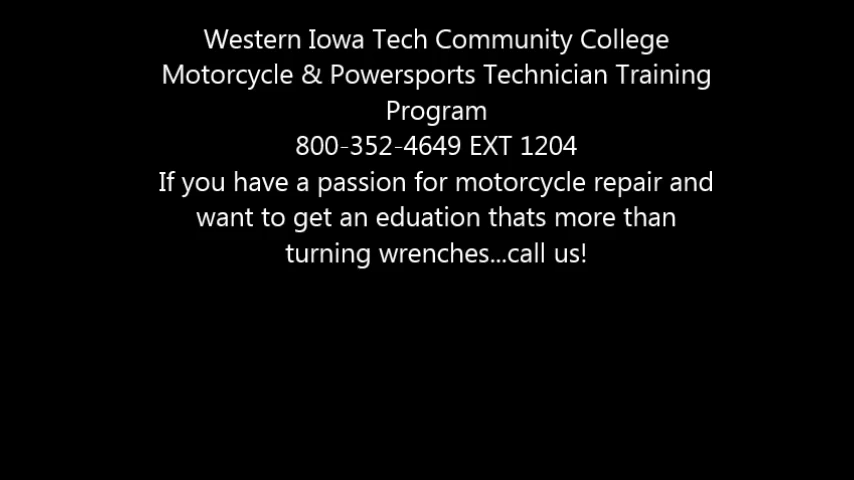 Western Iowa Tech Community College
Motorcycle & Powersports Technician Training
Program
800-352-4649 EXT 1204
If you have a passion for motorcycle repair and
want to get an eduation thats more than
turning wrenches...call us!